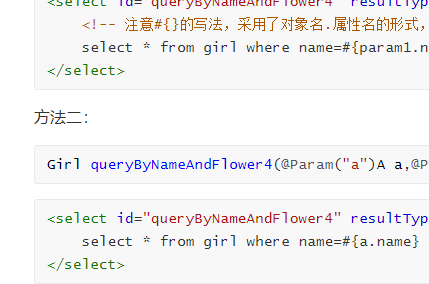 <select id="queryByNameAndFlower4" resultTyp
<!-- 注意#{}的写法，采用了对象名.属性名的形式，
select * from girl where name=#{param1.n
</select>
方法二：
Girl queryByNameAndFlower4(@Param("a")A a,@P
<select id="queryByNameAndFlower4" resultTyp
select * from girl where name=#{a.name}
</select>